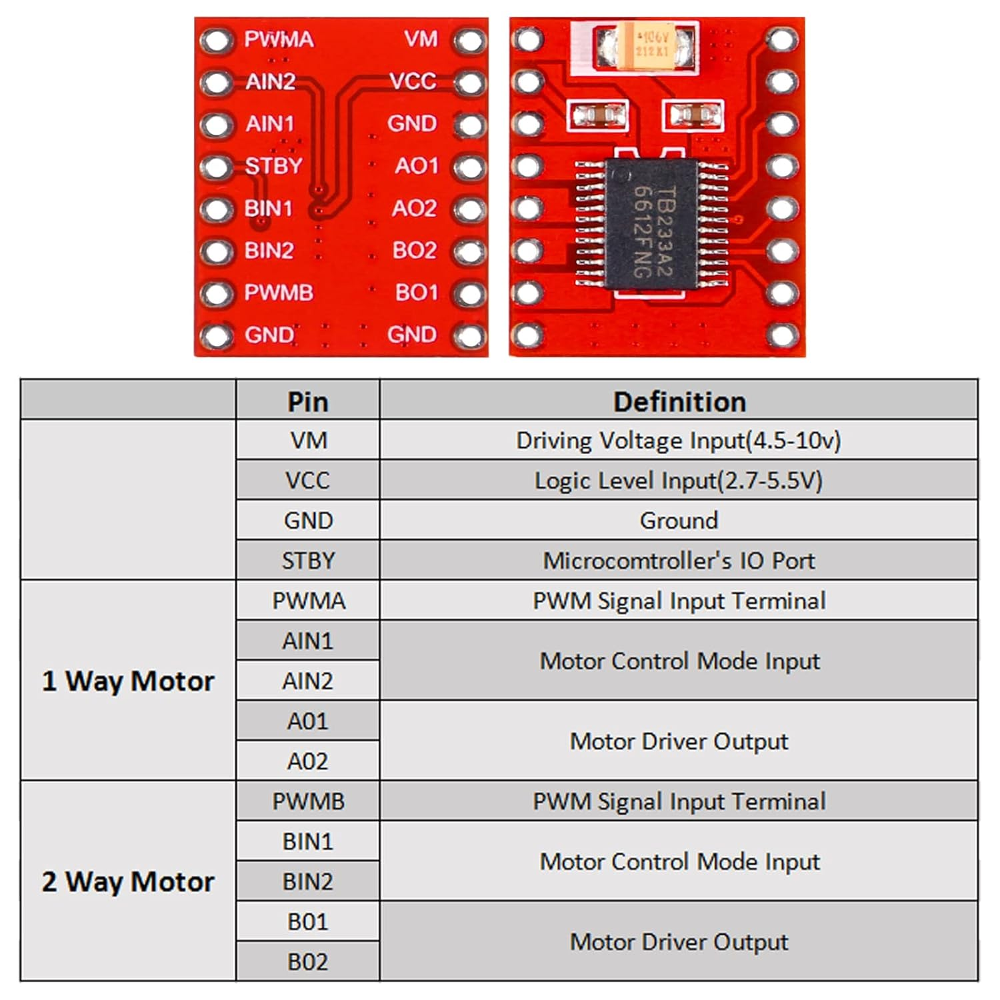 PWMA VM
AIN2 VCC
AIN1 GND
STBY AO1
BIN1 AO2
BIN2 BO2
PWMB BO1
GND GND
106V
212K1
TB233A2
6612FNG
Pin Definition
VM Driving Voltage Input(4.5-10v)
VCC Logic Level Input(2.7-5.5V)
GND Ground
STBY Microcomtroller's IO Port
1 Way Motor
PWMA PWM Signal Input Terminal
AIN1
AIN2
Motor Control Mode Input
A01
A02
Motor Driver Output
2 Way Motor
PWMB PWM Signal Input Terminal
BIN1
BIN2
Motor Control Mode Input
B01
B02
Motor Driver Output